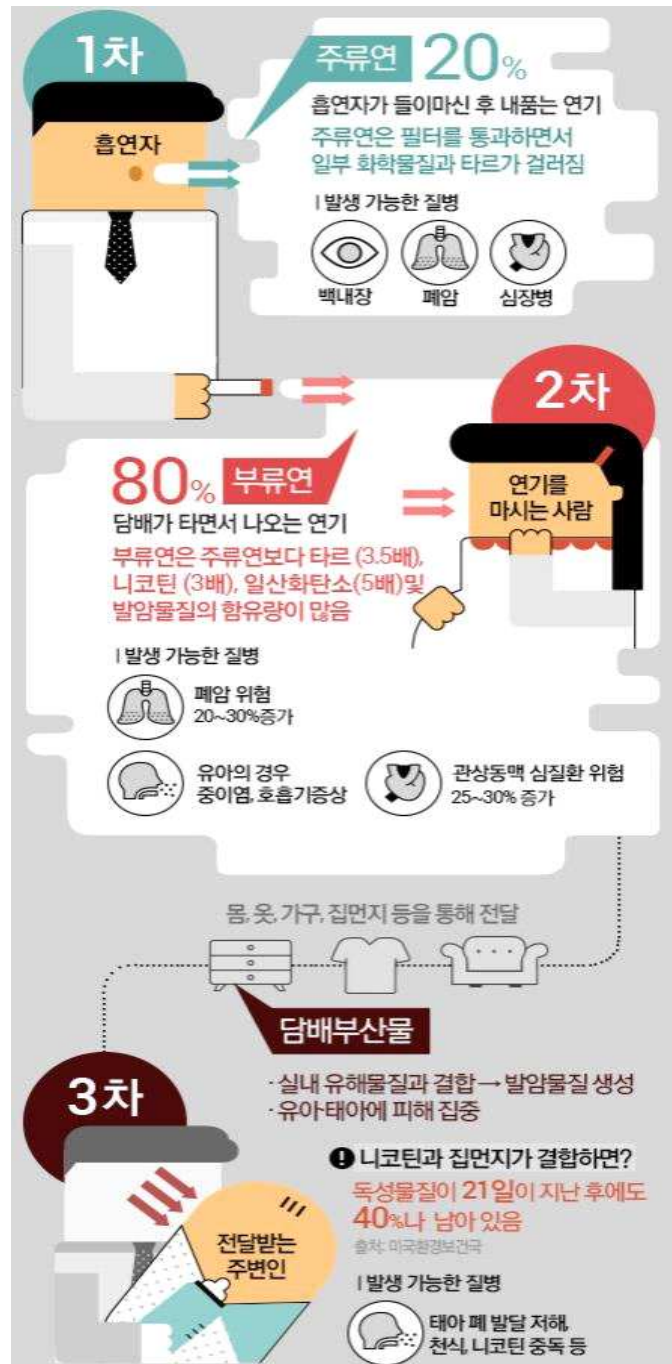 1차
흡연자
주류연 20%
흡연자가 들이마신 후 내품는 연기
주류연은 필터를 통과하면서
일부 화학물질과 타르가 걸러짐
| 발생 가능한 질병
백내장 폐암 심장병
2차
연기를
마시는 사람
80% 부류연
담배가 타면서 나오는 연기
부류연은 주류연보다 타르 (3.5배),
니코틴 (3배), 일산화탄소(5배)및
발암물질의 함유량이 많음
| 발생 가능한 질병
폐암 위험
20~30%증가
유아의 경우
중이염, 호흡기증상
관상동맥 심질환 위험
25~30% 증가
몸, 옷, 가구, 집먼지 등을 통해 전달
담배부산물
3차
· 실내 유해물질과 결합 → 발암물질 생성
· 유아·태아에 피해 집중
전달받는
주변인
! 니코틴과 집먼지가 결합하면?
독성물질이 21일이 지난 후에도
40%나 남아 있음
출처: 미국환경보건국
| 발생 가능한 질병
태아 폐 발달 저해,
천식, 니코틴 중독 등